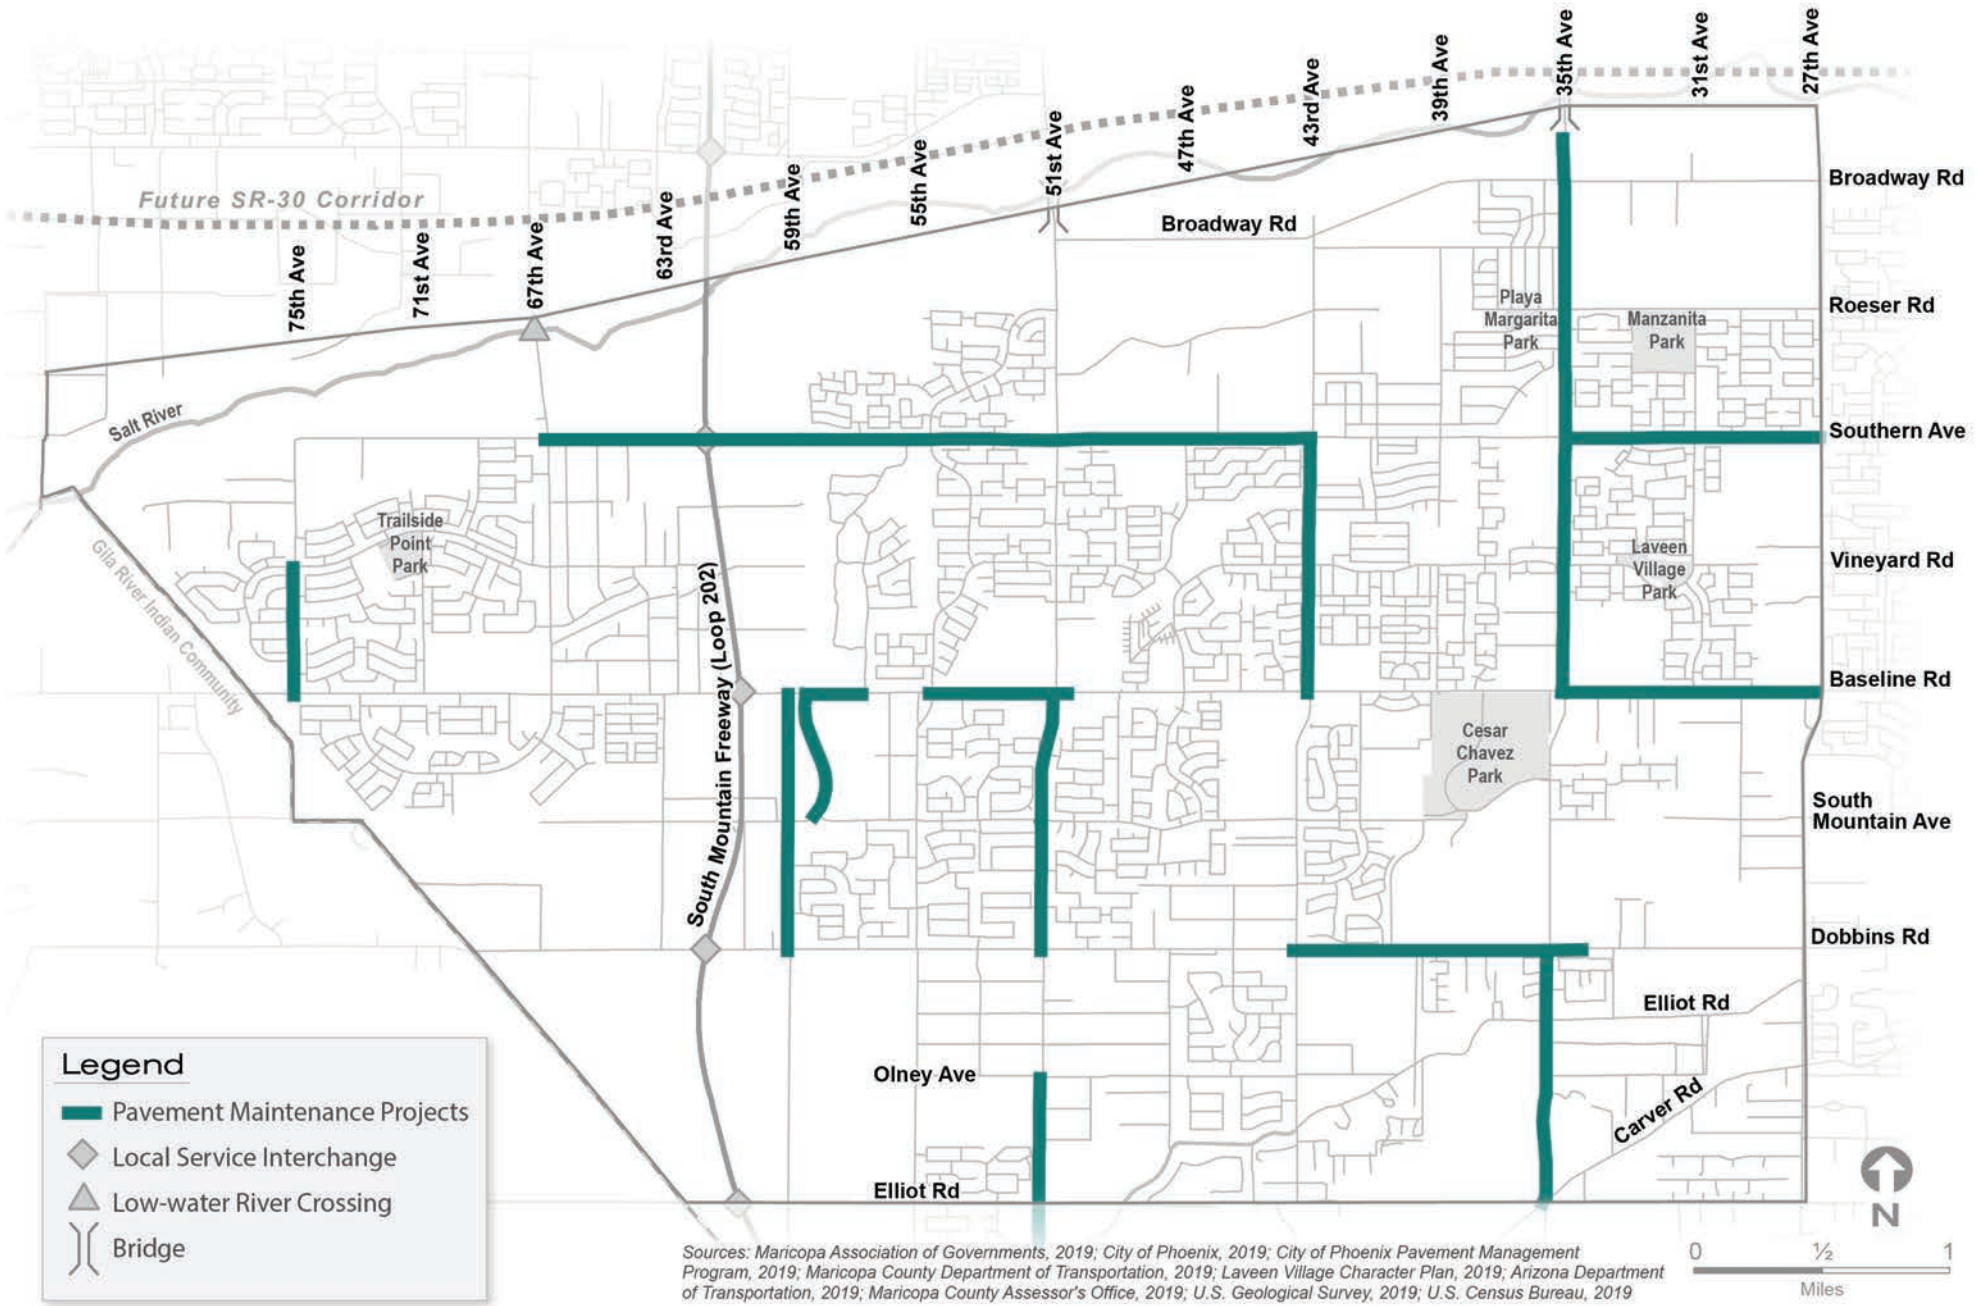 35th Ave
31st Ave
27th Ave
39th Ave
43rd Ave
47th Ave
51st Ave
55th Ave
59th Ave
63rd Ave
67th Ave
71st Ave
75th Ave
Future SR-30 Corridor
Broadway Rd
Broadway Rd
Roeser Rd
Playa
Margarita
Park
Manzanita
Park
Salt River
Southern Ave
Trailside
Point
Park
Laveen
Village
Park
Vineyard Rd
Gila River Indian Community
South Mountain Freeway (Loop 202)
Baseline Rd
Cesar
Chavez
Park
South
Mountain Ave
Dobbins Rd
Elliot Rd
Olney Ave
Carver Rd
Elliot Rd
Legend
Pavement Maintenance Projects
Local Service Interchange
Low-water River Crossing
Bridge
N
0 ½ 1
Miles
Sources: Maricopa Association of Governments, 2019; City of Phoenix, 2019; City of Phoenix Pavement Management
Program, 2019; Maricopa County Department of Transportation, 2019; Laveen Village Character Plan, 2019; Arizona Department
of Transportation, 2019; Maricopa County Assessor's Office, 2019; U.S. Geological Survey, 2019; U.S. Census Bureau, 2019